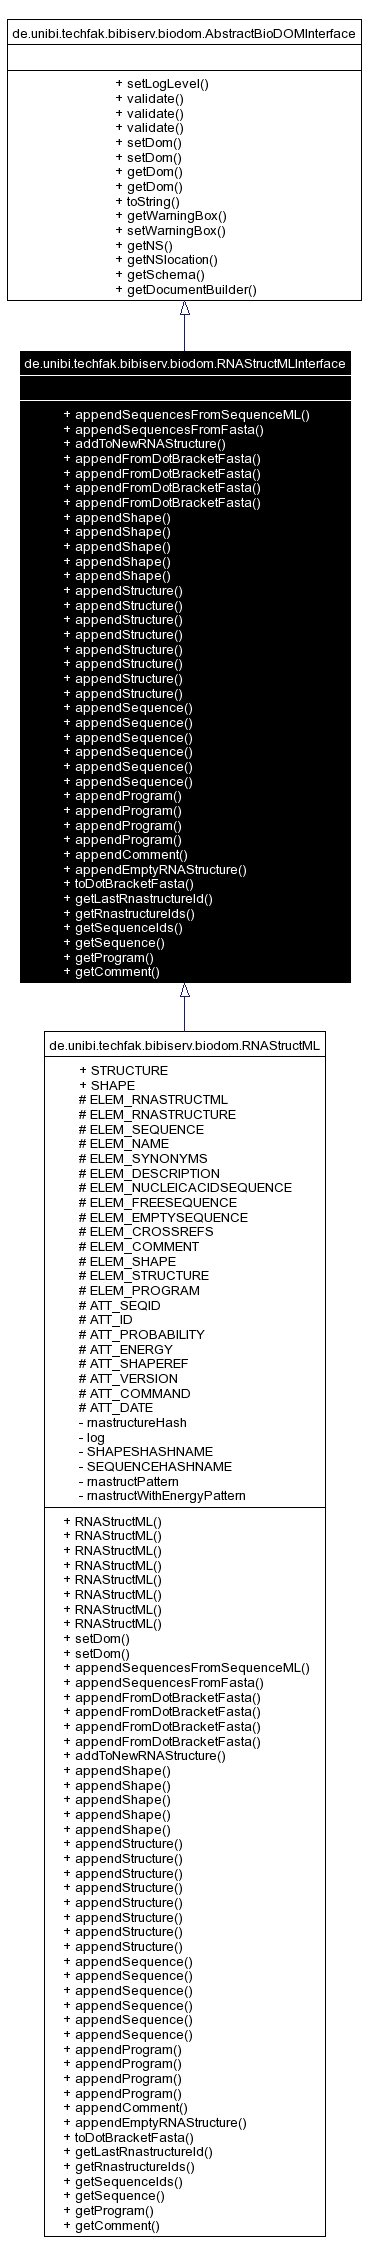 de.unibi.techfak.bibiserv.biodom.AbstractBioDOMInterface
+ setLogLevel()
+ validate()
+ validate()
+ validate()
+ setDom()
+ setDom()
+ getDom()
+ getDom()
+ toString()
+ getWarningBox()
+ setWarningBox()
+ getNS()
+ getNSlocation()
+ getSchema()
+ getDocumentBuilder()
de.unibi.techfak.bibiserv.biodom.RNAStructMLInterface
+ appendSequencesFromSequenceML()
+ appendSequencesFromFasta()
+ addToNewRNAStructure()
+ appendFromDotBracketFasta()
+ appendFromDotBracketFasta()
+ appendFromDotBracketFasta()
+ appendFromDotBracketFasta()
+ appendShape()
+ appendShape()
+ appendShape()
+ appendShape()
+ appendShape()
+ appendStructure()
+ appendStructure()
+ appendStructure()
+ appendStructure()
+ appendStructure()
+ appendStructure()
+ appendStructure()
+ appendStructure()
+ appendSequence()
+ appendSequence()
+ appendSequence()
+ appendSequence()
+ appendSequence()
+ appendSequence()
+ appendProgram()
+ appendProgram()
+ appendProgram()
+ appendProgram()
+ appendComment()
+ appendEmptyRNAStructure()
+ toDotBracketFasta()
+ getLastRnastructureId()
+ getRnastructureIds()
+ getSequenceIds()
+ getSequence()
+ getProgram()
+ getComment()
de.unibi.techfak.bibiserv.biodom.RNAStructML
+ STRUCTURE
+ SHAPE
# ELEM_RNASTRUCTML
# ELEM_RNASTRUCTURE
# ELEM_SEQUENCE
# ELEM_NAME
# ELEM_SYNONYMS
# ELEM_DESCRIPTION
# ELEM_NUCLEICACIDSEQUENCE
# ELEM_FREESEQUENCE
# ELEM_EMPTYSEQUENCE
# ELEM_CROSSREFS
# ELEM_COMMENT
# ELEM_SHAPE
# ELEM_STRUCTURE
# ELEM_PROGRAM
# ATT_SEQID
# ATT_ID
# ATT_PROBABILITY
# ATT_ENERGY
# ATT_SHAPEREF
# ATT_VERSION
# ATT_COMMAND
# ATT_DATE
- rnastructureHash
- log
- SHAPESHASHNAME
- SEQUENCEHASHNAME
- rnastructPattern
- rnastructWithEnergyPattern
+ RNAStructML()
+ RNAStructML()
+ RNAStructML()
+ RNAStructML()
+ RNAStructML()
+ RNAStructML()
+ RNAStructML()
+ RNAStructML()
+ setDom()
+ setDom()
+ appendSequencesFromSequenceML()
+ appendSequencesFromFasta()
+ appendFromDotBracketFasta()
+ appendFromDotBracketFasta()
+ appendFromDotBracketFasta()
+ appendFromDotBracketFasta()
+ addToNewRNAStructure()
+ appendShape()
+ appendShape()
+ appendShape()
+ appendShape()
+ appendShape()
+ appendStructure()
+ appendStructure()
+ appendStructure()
+ appendStructure()
+ appendStructure()
+ appendStructure()
+ appendStructure()
+ appendStructure()
+ appendSequence()
+ appendSequence()
+ appendSequence()
+ appendSequence()
+ appendSequence()
+ appendSequence()
+ appendProgram()
+ appendProgram()
+ appendProgram()
+ appendProgram()
+ appendComment()
+ appendEmptyRNAStructure()
+ toDotBracketFasta()
+ getLastRnastructureId()
+ getRnastructureIds()
+ getSequenceIds()
+ getSequence()
+ getProgram()
+ getComment()